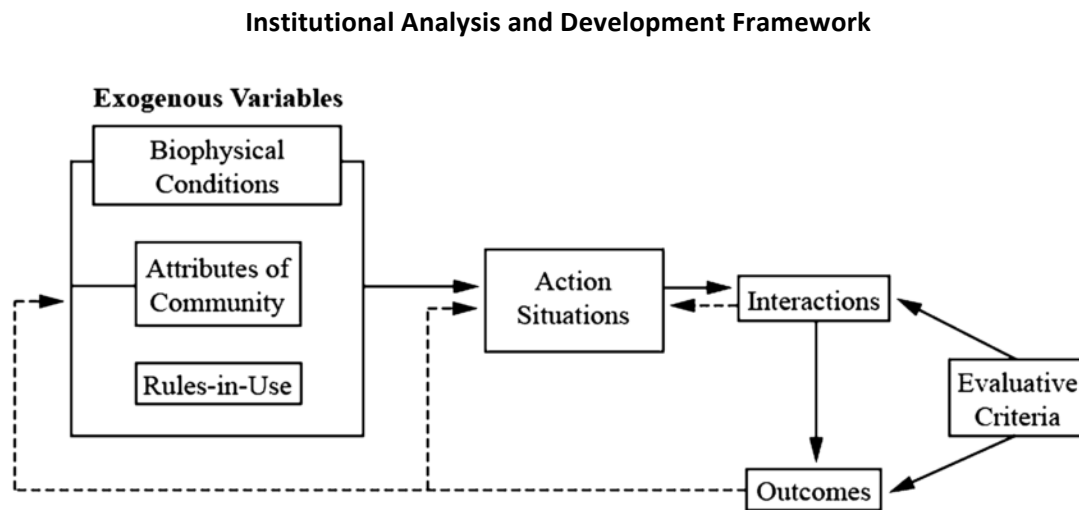 Institutional Analysis and Development Framework
Exogenous Variables
Biophysical
Conditions
Attributes of
Community
Rules-in-Use
Action
Situations
Interactions
Evaluative
Criteria
Outcomes